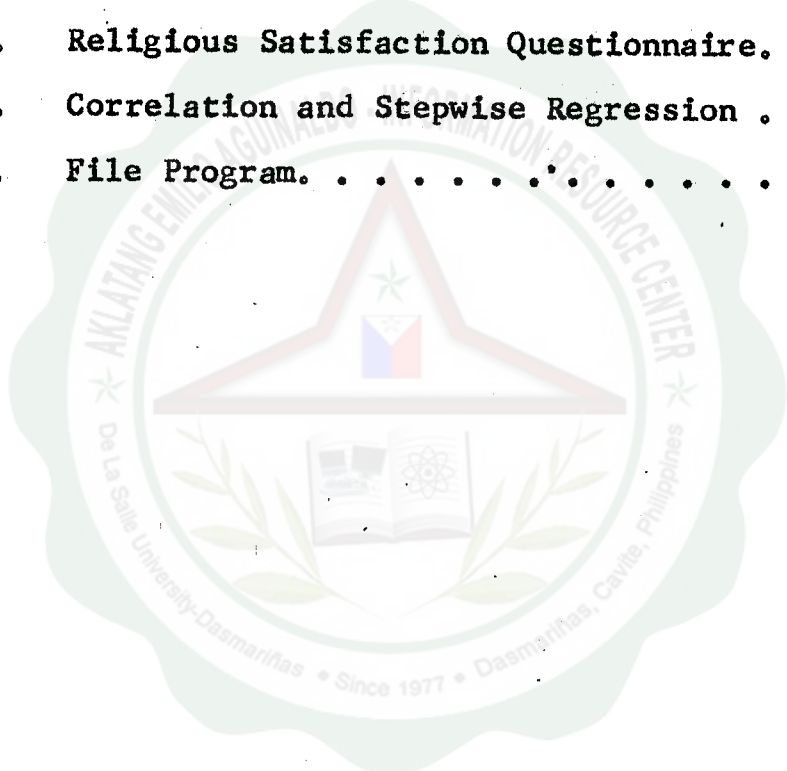 . Religious Satisfaction Questionnaire.
. Correlation and Stepwise Regression .
. File Program. . . . . . . . . . . . .
AKLATANG EMILIO AGUINALDO INFORMATION RESOURCE CENTER
De La Salle University-Dasmariñas • Since 1977 • Dasmariñas, Cavite, Philippines